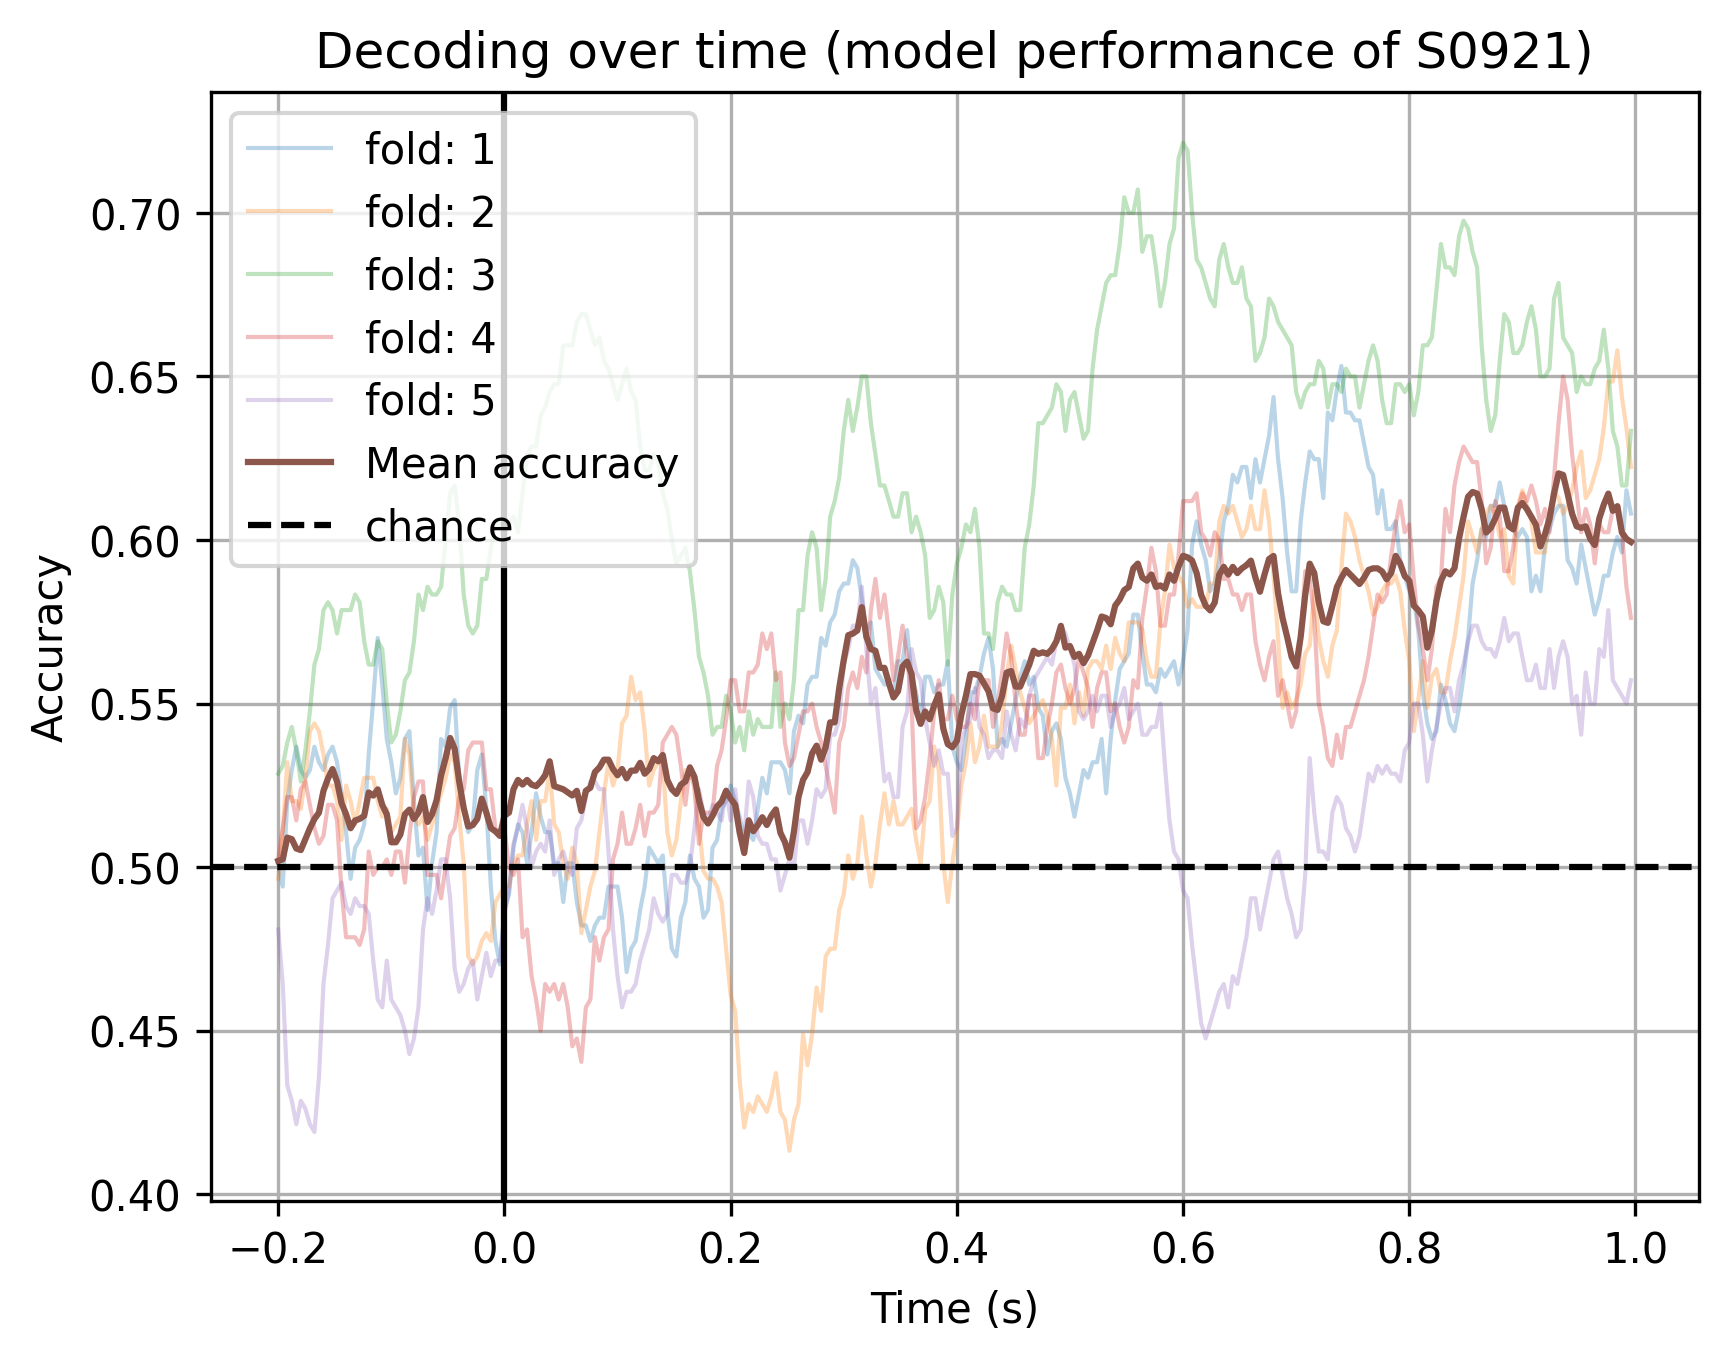 Decoding over time (model performance of S0921)
fold: 1
fold: 2
fold: 3
fold: 4
fold: 5
Mean accuracy
chance
Accuracy
0.70
0.65
0.60
0.55
0.50
0.45
0.40
−0.2 0.0 0.2 0.4 0.6 0.8 1.0
Time (s)